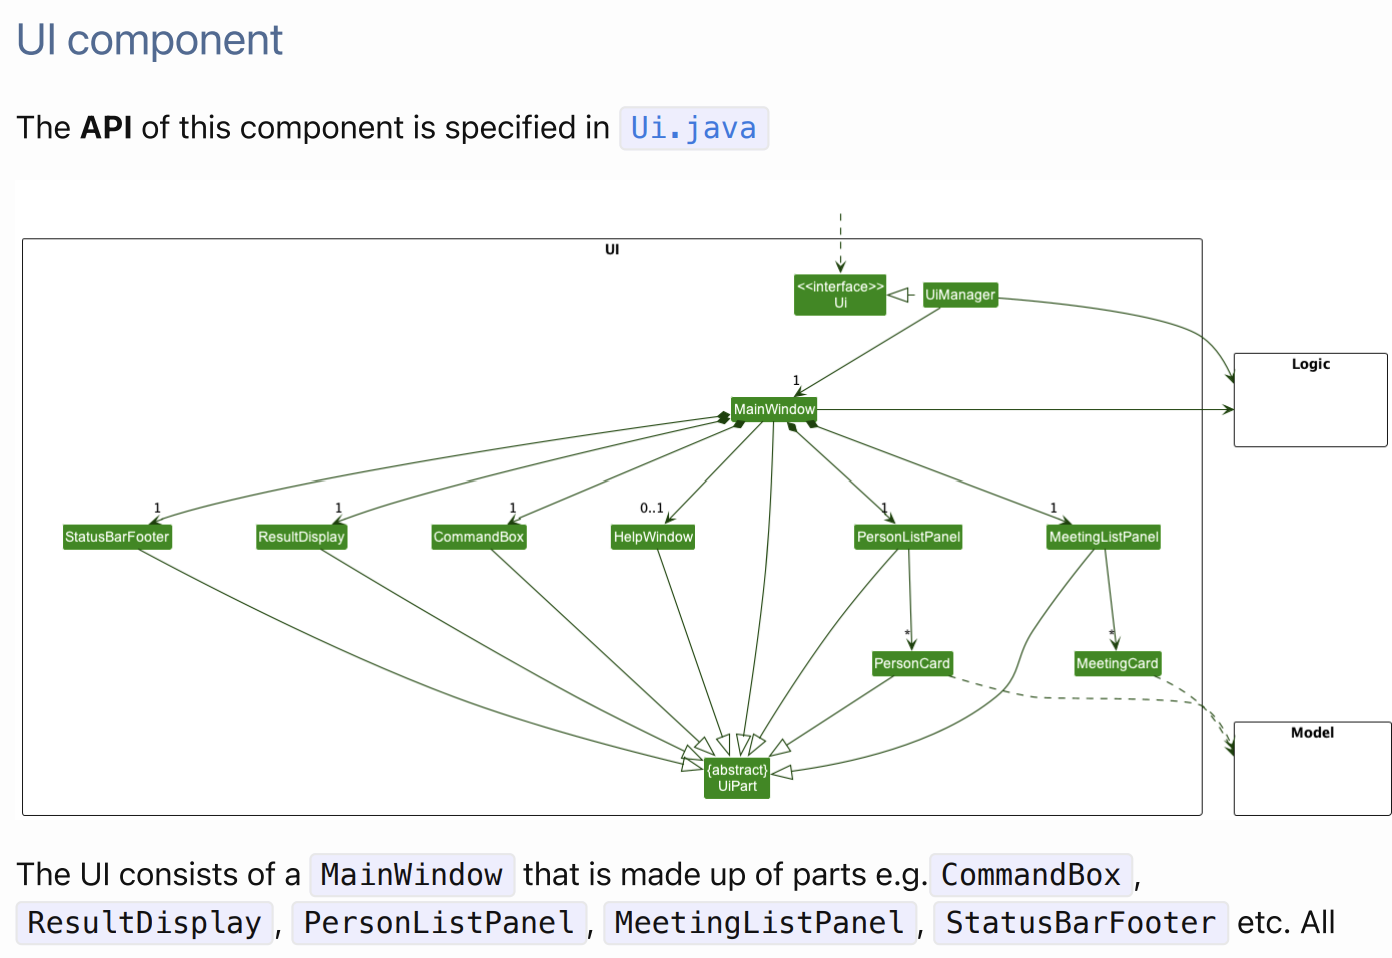 UI component
The API of this component is specified in Ui.java
UI
<<interface>>
Ui
UiManager
Logic
1
MainWindow
1
1
1
0..1
1
1
StatusBarFooter
ResultDisplay
CommandBox
HelpWindow
PersonListPanel
MeetingListPanel
*
*
PersonCard
MeetingCard
Model
{abstract}
UiPart
The UI consists of a MainWindow that is made up of parts e.g. CommandBox,
ResultDisplay, PersonListPanel, MeetingListPanel, StatusBarFooter etc. All